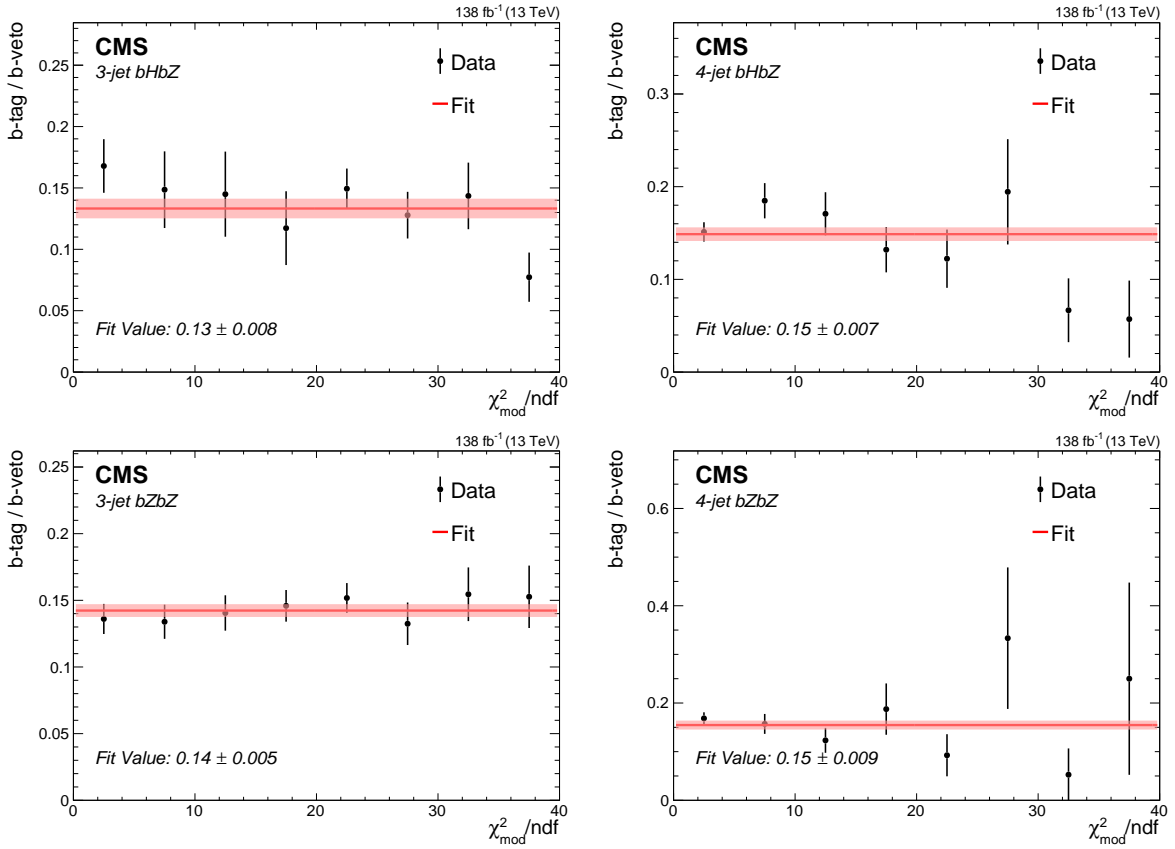 138 fb⁻¹ (13 TeV)
CMS
3-jet bHbZ
Data
Fit
Fit Value: 0.13 ± 0.008
b-tag / b-veto
0.25
0.2
0.15
0.1
0.05
0
0 10 20 30 40
χ²mod/ndf
138 fb⁻¹ (13 TeV)
CMS
4-jet bHbZ
Data
Fit
Fit Value: 0.15 ± 0.007
b-tag / b-veto
0.3
0.2
0.1
0
0 10 20 30 40
χ²mod/ndf
138 fb⁻¹ (13 TeV)
CMS
3-jet bZbZ
Data
Fit
Fit Value: 0.14 ± 0.005
b-tag / b-veto
0.25
0.2
0.15
0.1
0.05
0
0 10 20 30 40
χ²mod/ndf
138 fb⁻¹ (13 TeV)
CMS
4-jet bZbZ
Data
Fit
Fit Value: 0.15 ± 0.009
b-tag / b-veto
0.6
0.4
0.2
0
0 10 20 30 40
χ²mod/ndf